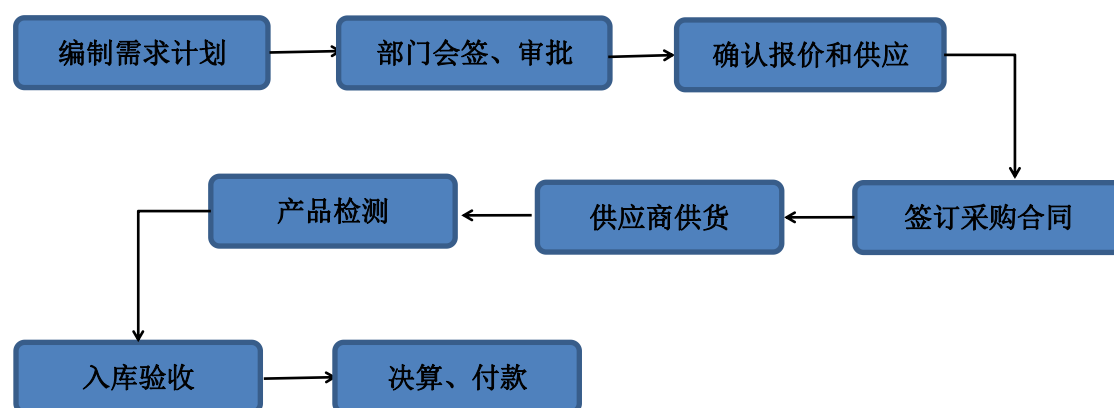 编制需求计划
部门会签、审批
确认报价和供应
签订采购合同
供应商供货
产品检测
入库验收
决算、付款